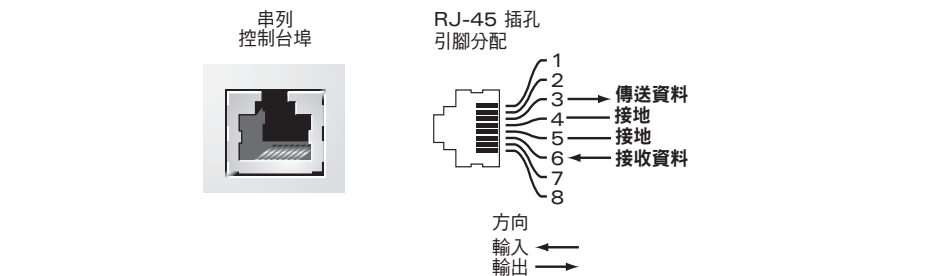 串列
控制台埠
RJ-45 插孔
引腳分配
1
2
3 傳送資料
4 接地
5 接地
6 接收資料
7
8
方向
輸入
輸出